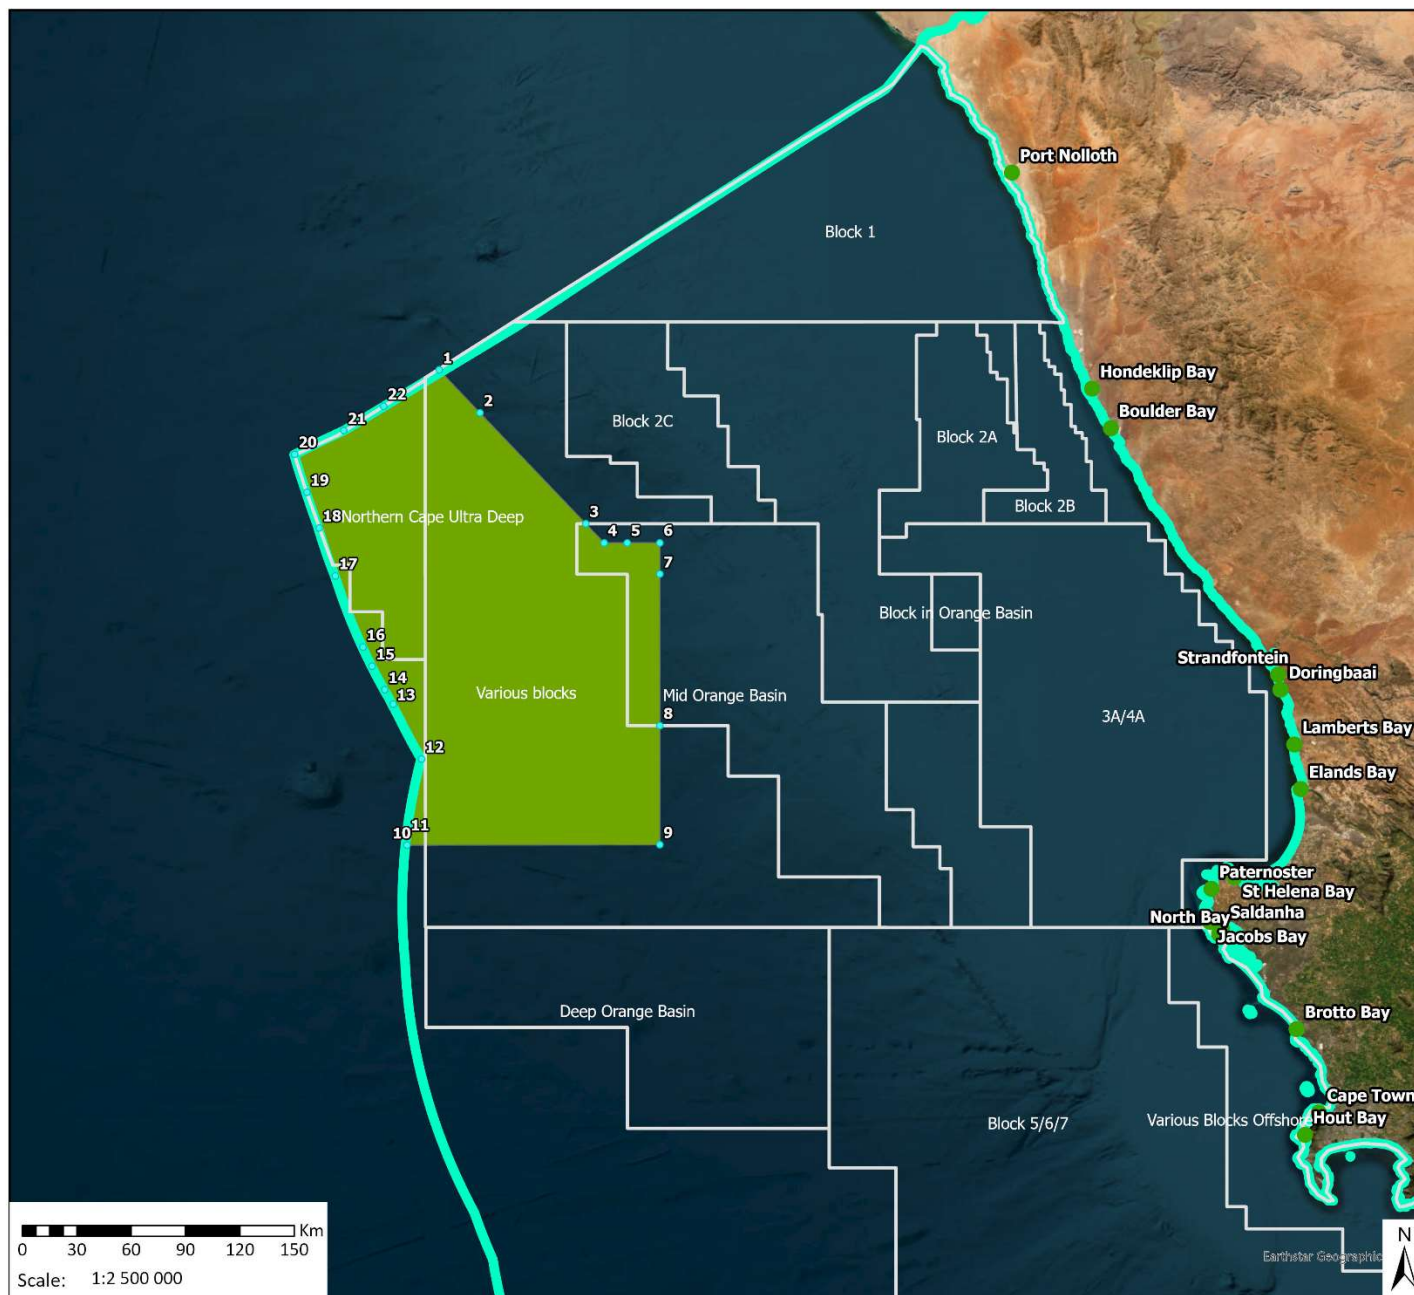 Port Nolloth
Block 1
1
Hondeklip Bay
22
2
Block 2C
Boulder Bay
21
Block 2A
20
19
Block 2B
18
Northern Cape Ultra Deep
3
4
5
6
17
7
Block in Orange Basin
16
15
Strandfontein
Doringbaai
14
13
Various blocks
Mid Orange Basin
8
3A/4A
Lamberts Bay
12
Elands Bay
11
10
9
Paternoster
St Helena Bay
North Bay
Saldanha
Jacobs Bay
Deep Orange Basin
Brotto Bay
Cape Town
Block 5/6/7
Various Blocks Offshore
Hout Bay
Km
0 30 60 90 120 150
Scale: 1:2 500 000
N
Earthstar Geographic